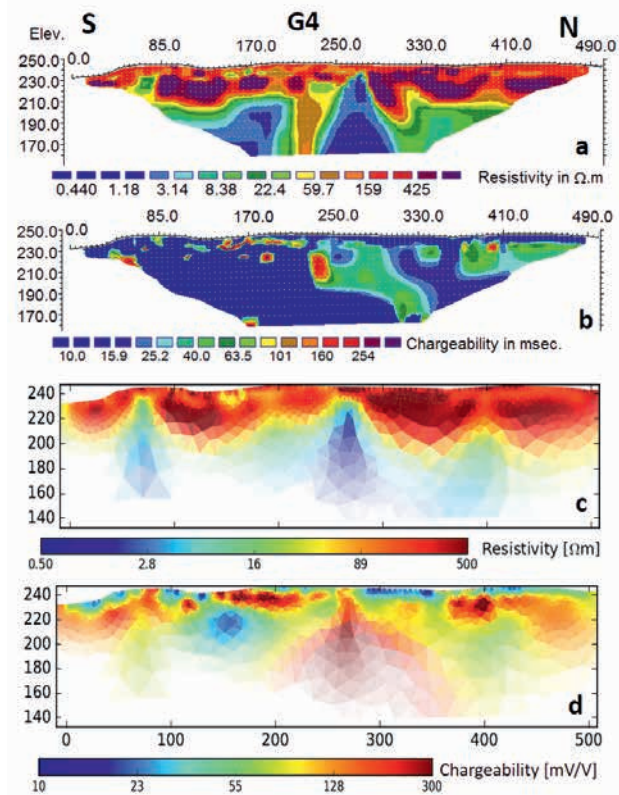 S G4 N
Elev. 0.0 85.0 170.0 250.0 330.0 410.0 490.0
250.0
230.0
210.0
190.0
170.0
a
0.440 1.18 3.14 8.38 22.4 59.7 159 425 Resistivity in Ω.m
0.0 85.0 170.0 250.0 330.0 410.0 490.0
250.0
230.0
210.0
190.0
170.0
b
10.0 15.9 25.2 40.0 63.5 101 160 254 Chargeability in msec.
240
220
200
180
160
140
c
0.50 2.8 16 89 500 Resistivity [Ωm]
240
220
200
180
160
140
d
0 100 200 300 400 500
10 23 55 128 300 Chargeability [mV/V]